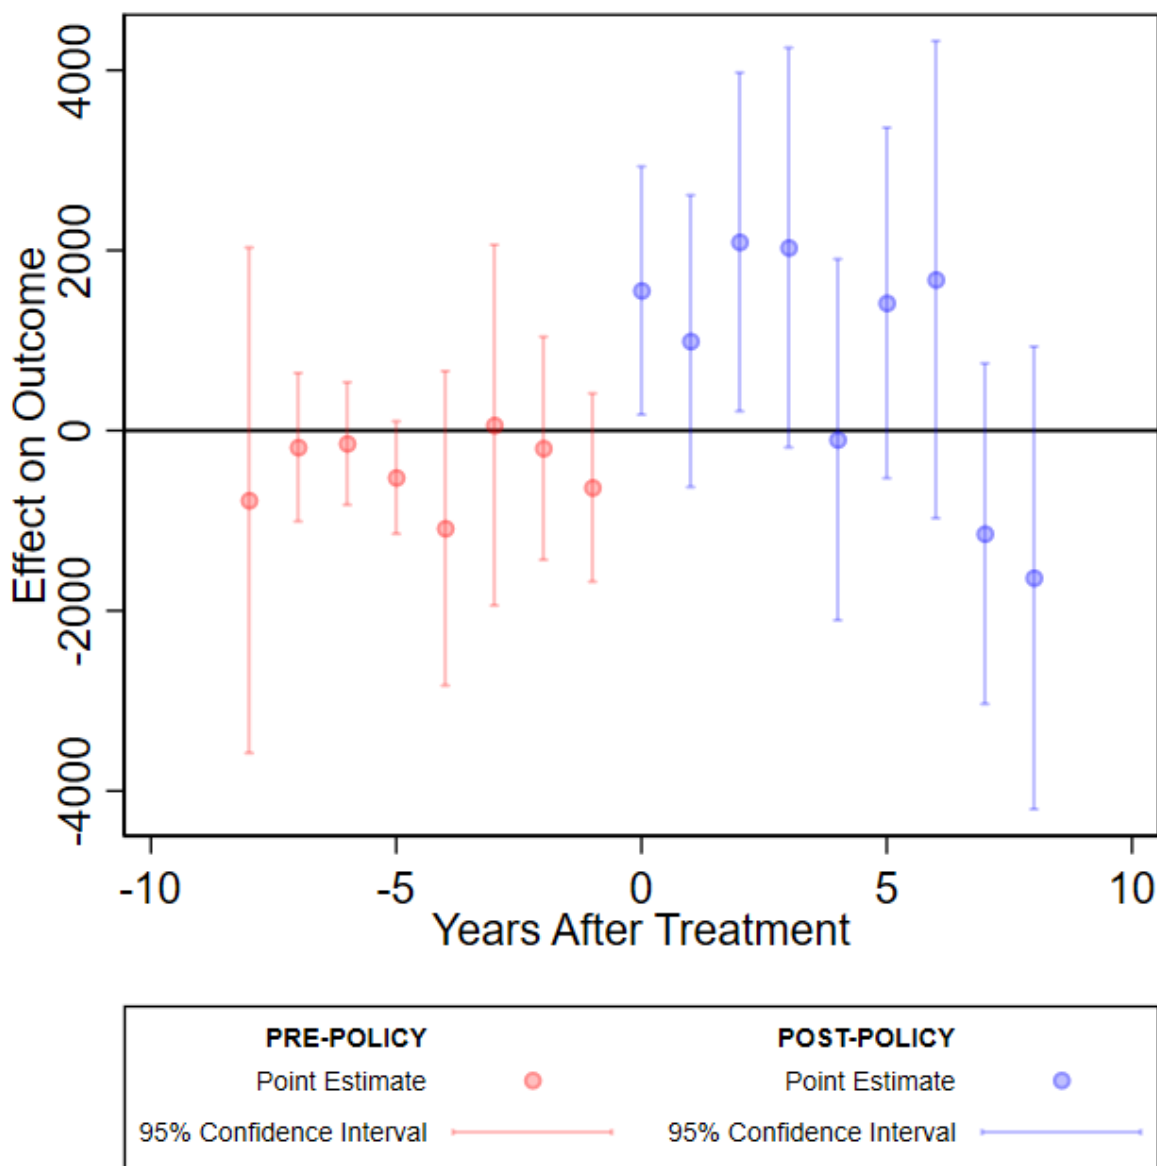 4000
2000
0
-2000
-4000
Effect on Outcome
-10 -5 0 5 10
Years After Treatment
PRE-POLICY POST-POLICY
Point Estimate Point Estimate
95% Confidence Interval 95% Confidence Interval